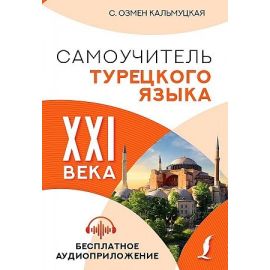 С. ОЗМЕН КАЛЬМУЦКАЯ
САМОУЧИТЕЛЬ
ТУРЕЦКОГО
ЯЗЫКА
XXI
ВЕКА
БЕСПЛАТНОЕ
АУДИОПРИЛОЖЕНИЕ